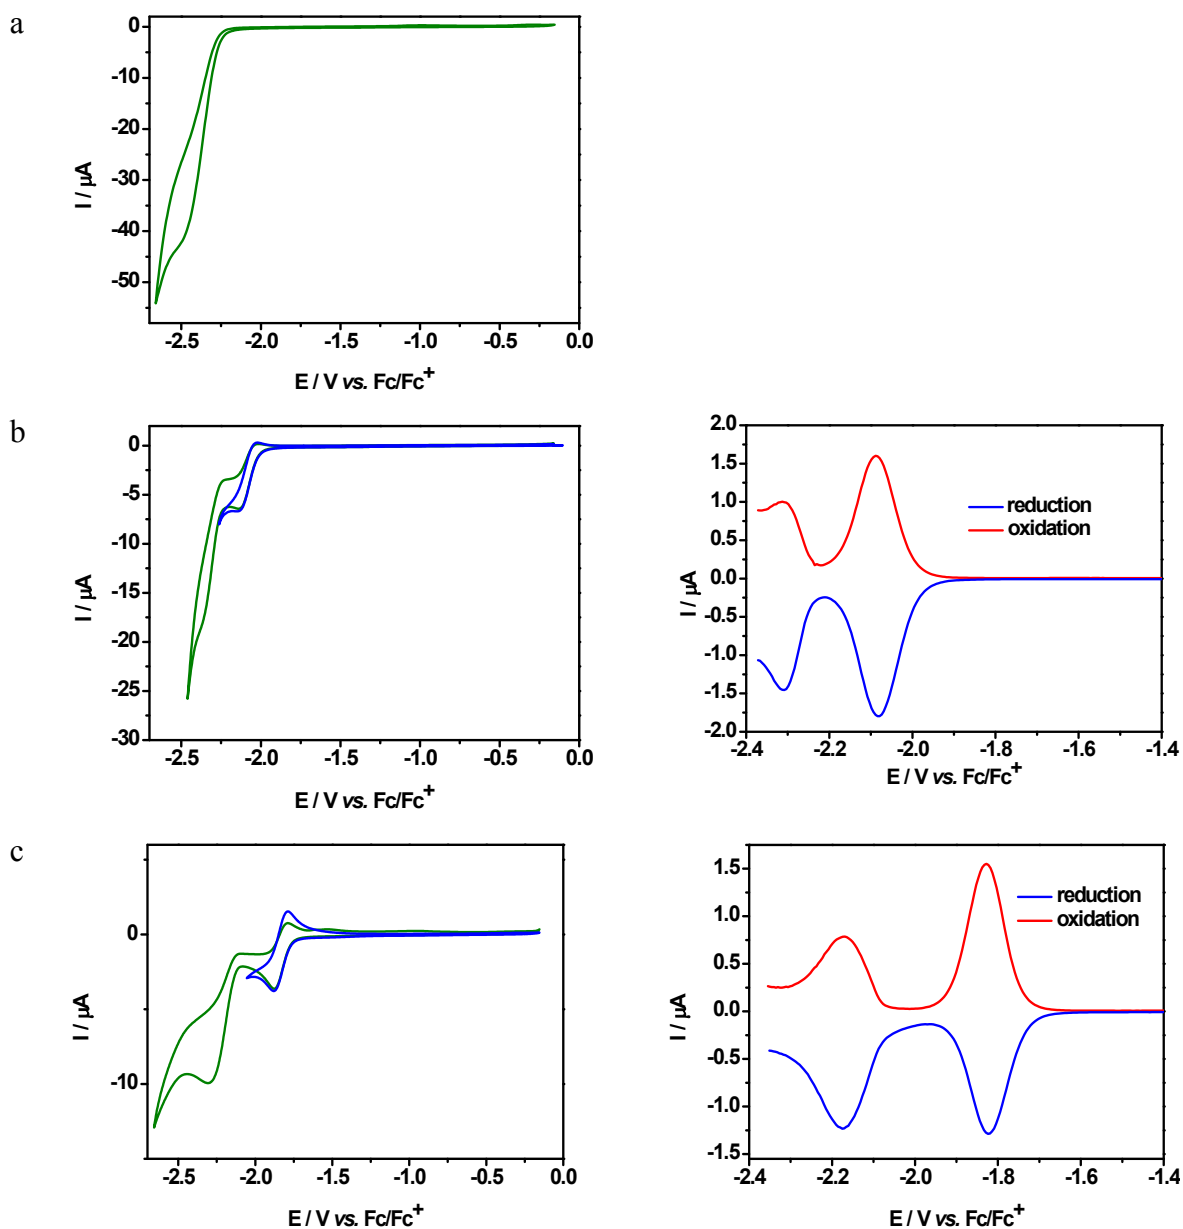 a
0
-10
-20
-30
-40
-50
I / µA
-2.5 -2.0 -1.5 -1.0 -0.5 0.0
E / V vs. Fc/Fc+
b
0
-5
-10
-15
-20
-25
-30
I / µA
-2.5 -2.0 -1.5 -1.0 -0.5 0.0
E / V vs. Fc/Fc+
2.0
1.5
1.0
0.5
0.0
-0.5
-1.0
-1.5
-2.0
I / µA
reduction
oxidation
-2.4 -2.2 -2.0 -1.8 -1.6 -1.4
E / V vs. Fc/Fc+
c
0
-10
I / µA
-2.5 -2.0 -1.5 -1.0 -0.5 0.0
E / V vs. Fc/Fc+
1.5
1.0
0.5
0.0
-0.5
-1.0
-1.5
I / µA
reduction
oxidation
-2.4 -2.2 -2.0 -1.8 -1.6 -1.4
E / V vs. Fc/Fc+